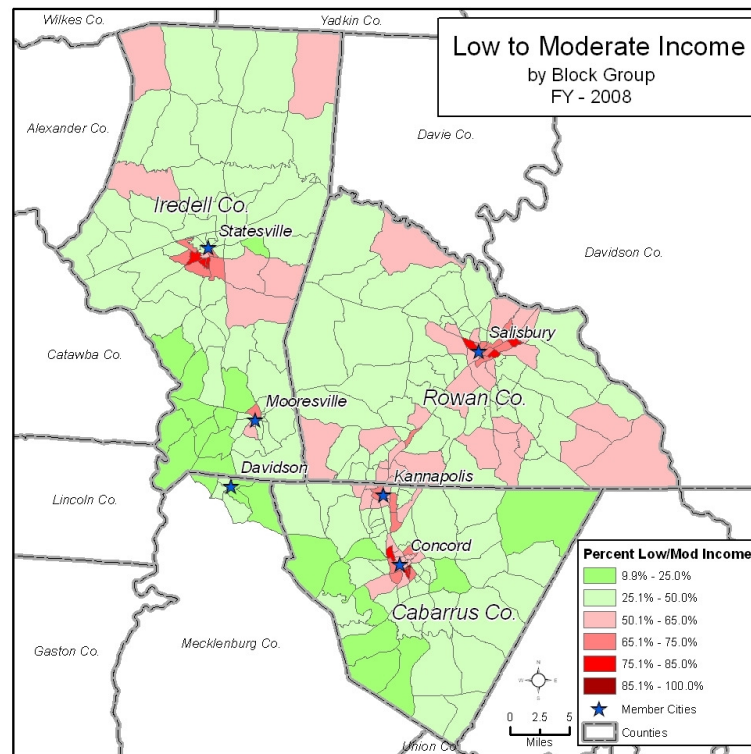 Wilkes Co.
Yadkin Co.
Low to Moderate Income
by Block Group
FY - 2008
Alexander Co.
Davie Co.
Iredell Co.
Statesville
Davidson Co.
Salisbury
Catawba Co.
Rowan Co.
Mooresville
Davidson
Kannapolis
Lincoln Co.
Concord
Cabarrus Co.
Gaston Co.
Mecklenburg Co.
Union Co.
Percent Low/Mod Income
9.9% - 25.0%
25.1% - 50.0%
50.1% - 65.0%
65.1% - 75.0%
75.1% - 85.0%
85.1% - 100.0%
Member Cities
Counties
N
W
E
S
0 2.5 5
Miles